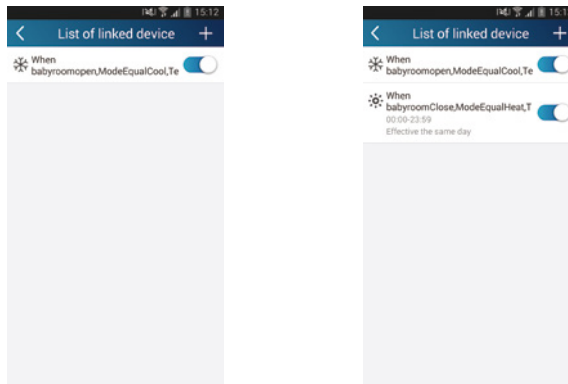 15:12
List of linked device
When
babyroomopen,ModeEqualCool,Te
List of linked device
When
babyroomopen,ModeEqualCool,Te
When
babyroomClose,ModeEqualHeat,T
00:00-23:59
Effective the same day